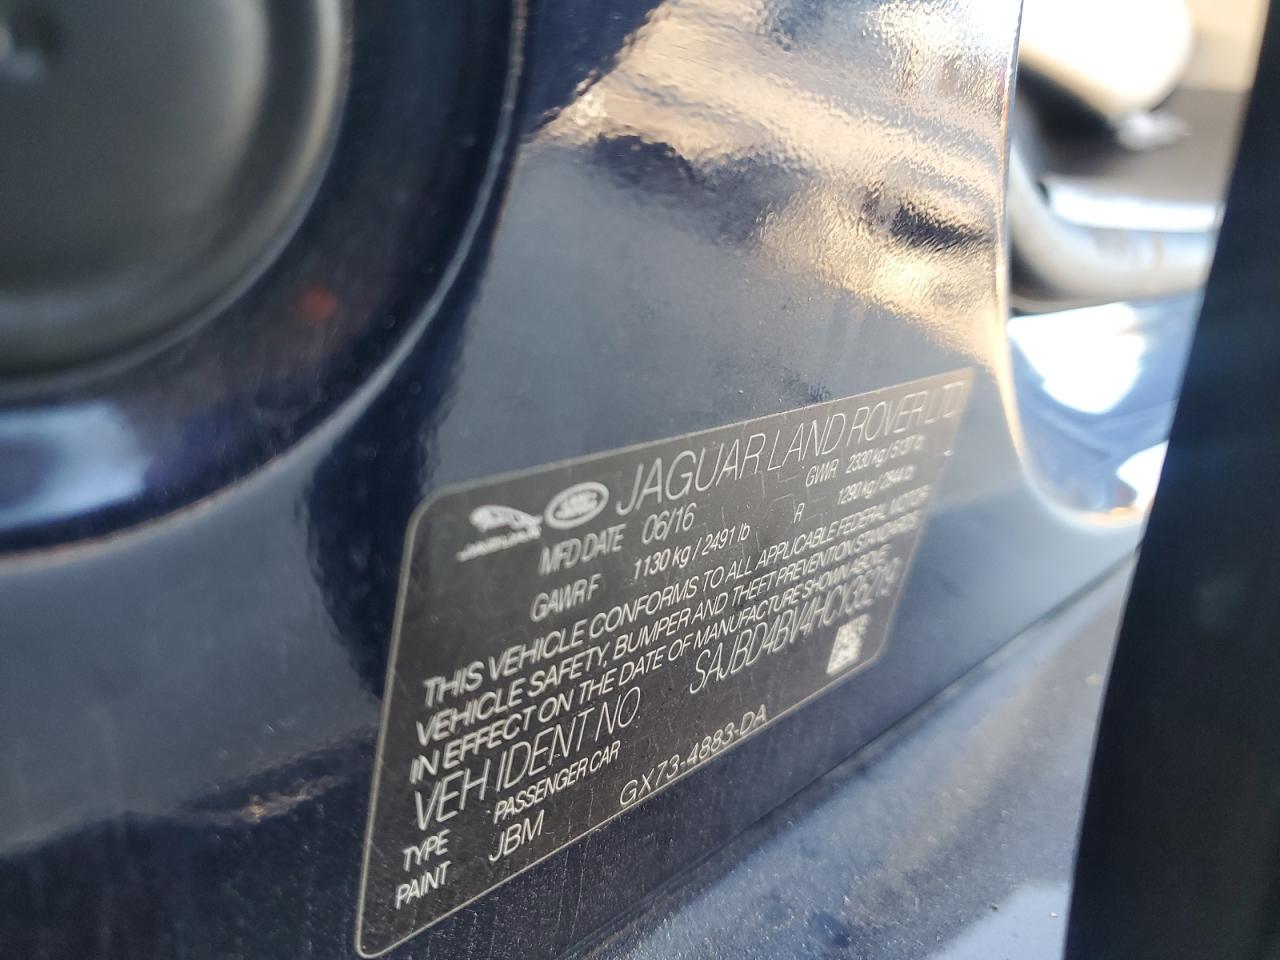 JAGUAR JAGUAR LAND ROVER LTD
MFD DATE 06/16 GVWR 2330 kg / 5137 lb
GAWR F 1130 kg / 2491 lb R 1290 kg / 2844 lb
THIS VEHICLE CONFORMS TO ALL APPLICABLE FEDERAL MOTOR
VEHICLE SAFETY, BUMPER AND THEFT PREVENTION STANDARDS
IN EFFECT ON THE DATE OF MANUFACTURE SHOWN ABOVE.
VEH IDENT NO. SAJBD4BV4HCY35219
TYPE PASSENGER CAR
PAINT JBM GX73-4883-DA